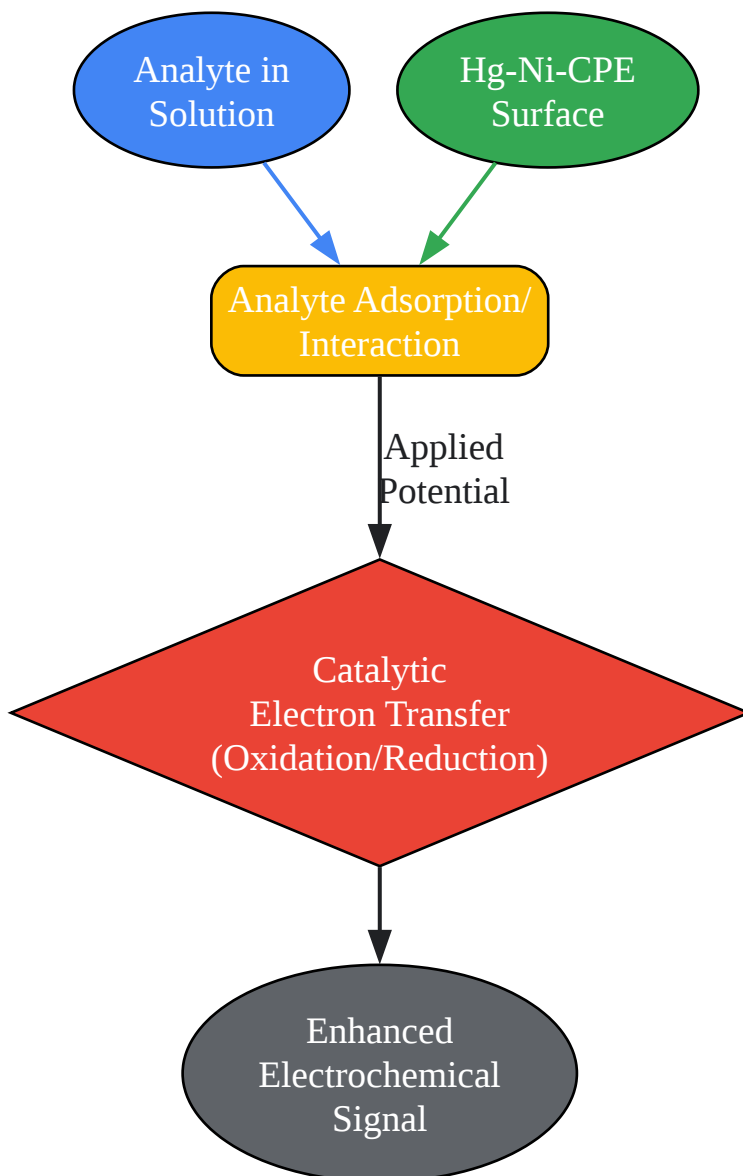 Analyte in
Solution
Hg-Ni-CPE
Surface
Analyte Adsorption/
Interaction
Applied
Potential
Catalytic
Electron Transfer
(Oxidation/Reduction)
Enhanced
Electrochemical
Signal